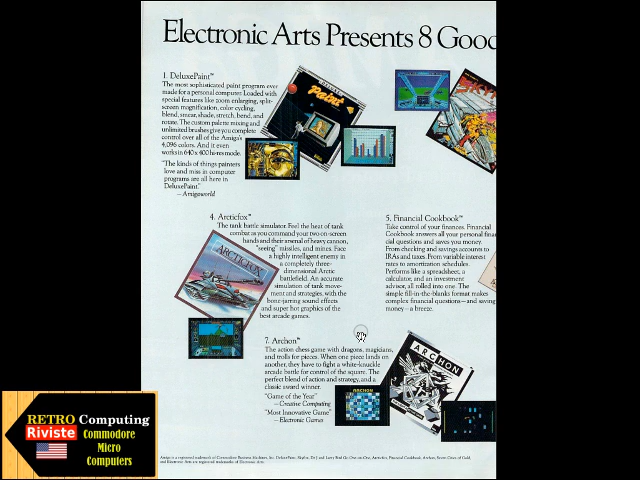 Electronic Arts Presents 8 Good
1. DeluxePaint™
The most sophisticated paint program ever
made for a personal computer. Loaded with
special features like zoom enlarging, split-
screen magnification, color cycling,
blend, smear, shade, stretch, bend, and
rotate. The custom palette mixing and
unlimited brushes give you complete
control over all of the Amiga's
4,096 colors. And it even
works in 640 x 400 hi-res mode.
"The kinds of things painters
love and miss in computer
programs are all here in
DeluxePaint."
—Amigaworld
Paint
4. Arcticfox™
The tank battle simulator. Feel the heat of tank
combat as you command your two on-screen
hands and their arsenal of heavy cannon,
"seeing" missiles, and mines. Face
a highly intelligent enemy in
a completely three-
dimensional Arctic
battlefield. An accurate
simulation of tank move-
ment and strategies, with the
bone-jarring sound effects
and super hot graphics of the
best arcade games.
ARCTICFOX
5. Financial Cookbook™
Take control of your finances. Financial
Cookbook answers all your personal finan
cial questions and saves you money.
From checking and savings accounts to
IRAs and taxes. From variable interest
rates to amortization schedules.
Performs like a spreadsheet, a
calculator, and an investment
advisor, all rolled into one. The
simple fill-in-the-blanks format makes
complex financial questions—and saving
money—a breeze.
7. Archon™
The action chess game with dragons, magicians,
and trolls for pieces. When one piece lands on
another, they have to fight a white-knuckle
arcade battle for control of the square. The
perfect blend of action and strategy, and a
classic award winner.
"Game of the Year"
—Creative Computing
"Most Innovative Game"
—Electronic Games
ARCHON
ARCHON
RETRO Computing
Riviste
Commodore
Micro
Computers